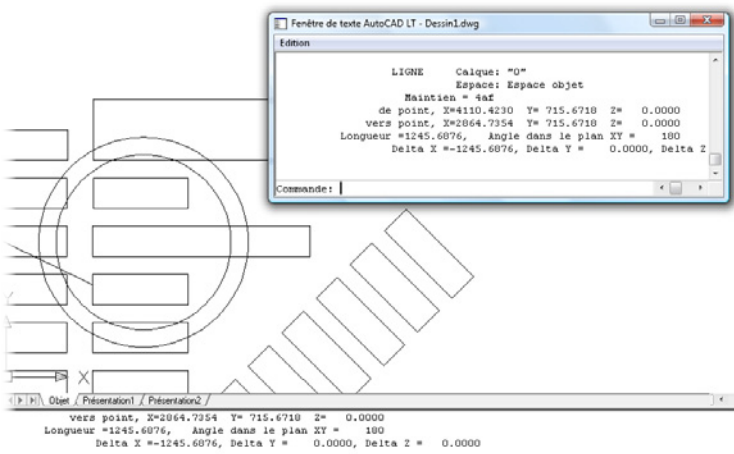 Fenêtre de texte AutoCAD LT - Dessin1.dwg
Edition
LIGNE Calque: "0"
Espace: Espace objet
Maintien = 4af
de point, X=4110.4230 Y= 715.6718 Z= 0.0000
vers point, X=2864.7354 Y= 715.6718 Z= 0.0000
Longueur =1245.6876, Angle dans le plan XY = 180
Delta X =-1245.6876, Delta Y = 0.0000, Delta Z
Commande:
Y
X
Objet / Présentation1 / Présentation2 /
vers point, X=2864.7354 Y= 715.6718 Z= 0.0000
Longueur =1245.6876, Angle dans le plan XY = 180
Delta X =-1245.6876, Delta Y = 0.0000, Delta Z = 0.0000